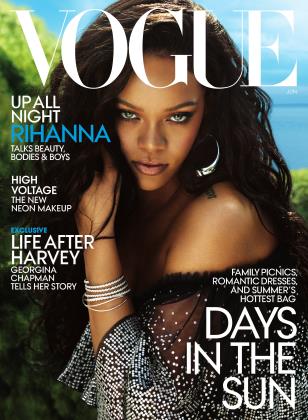 VOGUE
JUN
UP ALL
NIGHT
RIHANNA
TALKS BEAUTY,
BODIES & BOYS
HIGH
VOLTAGE
THE NEW
NEON MAKEUP
EXCLUSIVE
LIFE AFTER
HARVEY
GEORGINA
CHAPMAN
TELLS HER STORY
FAMILY PICNICS,
ROMANTIC DRESSES,
AND SUMMER'S
HOTTEST BAG
DAYS
IN THE
SUN